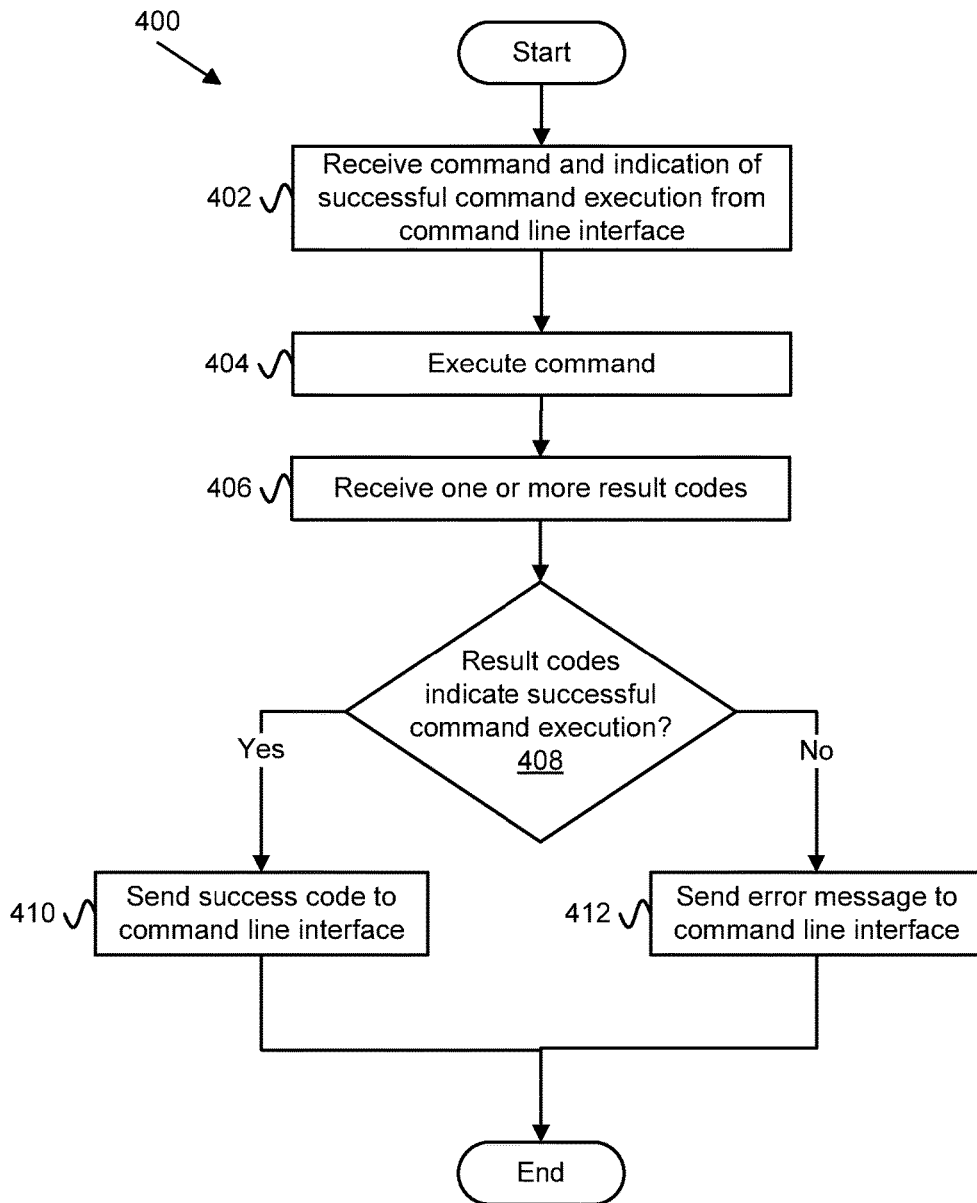 400
Start
402
Receive command and indication of
successful command execution from
command line interface
404
Execute command
406
Receive one or more result codes
Result codes
indicate successful
command execution?
408
Yes
No
410
Send success code to
command line interface
412
Send error message to
command line interface
End